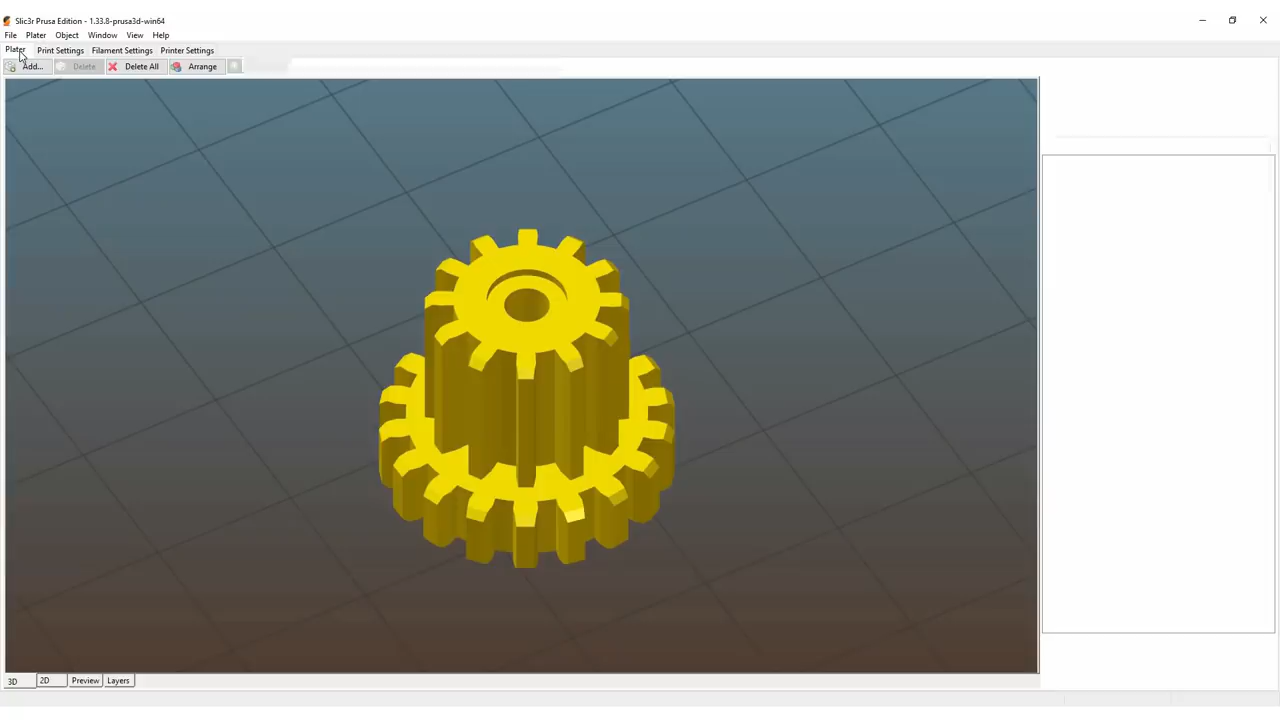 Slic3r Prusa Edition - 1.33.8-prusa3d-win64
File Plater Object Window View Help
Plater Print Settings Filament Settings Printer Settings
Add... Delete Delete All Arrange
3D 2D Preview Layers